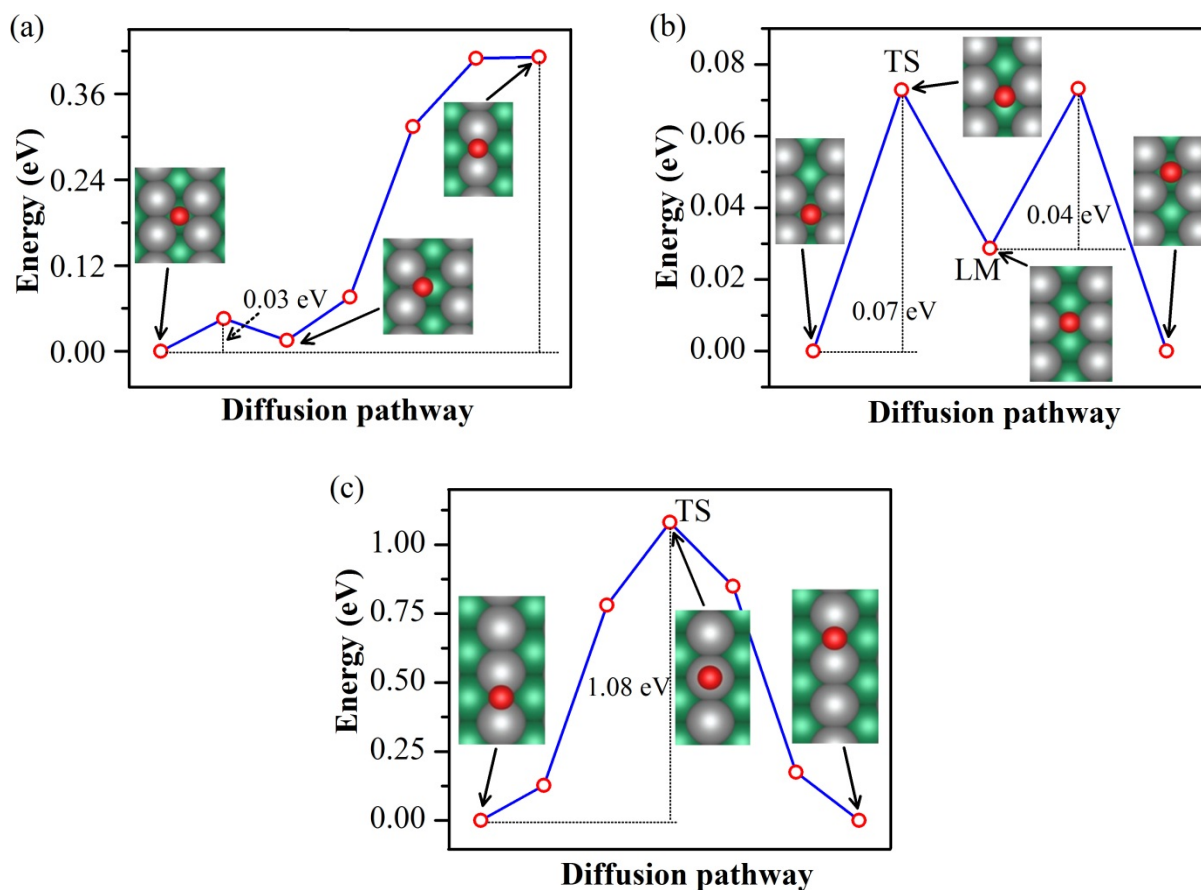 (a)
Energy (eV)
0.36
0.24
0.12
0.00
0.03 eV
Diffusion pathway
(b)
Energy (eV)
0.08
0.06
0.04
0.02
0.00
TS
LM
0.07 eV
0.04 eV
Diffusion pathway
(c)
Energy (eV)
1.00
0.75
0.50
0.25
0.00
TS
1.08 eV
Diffusion pathway